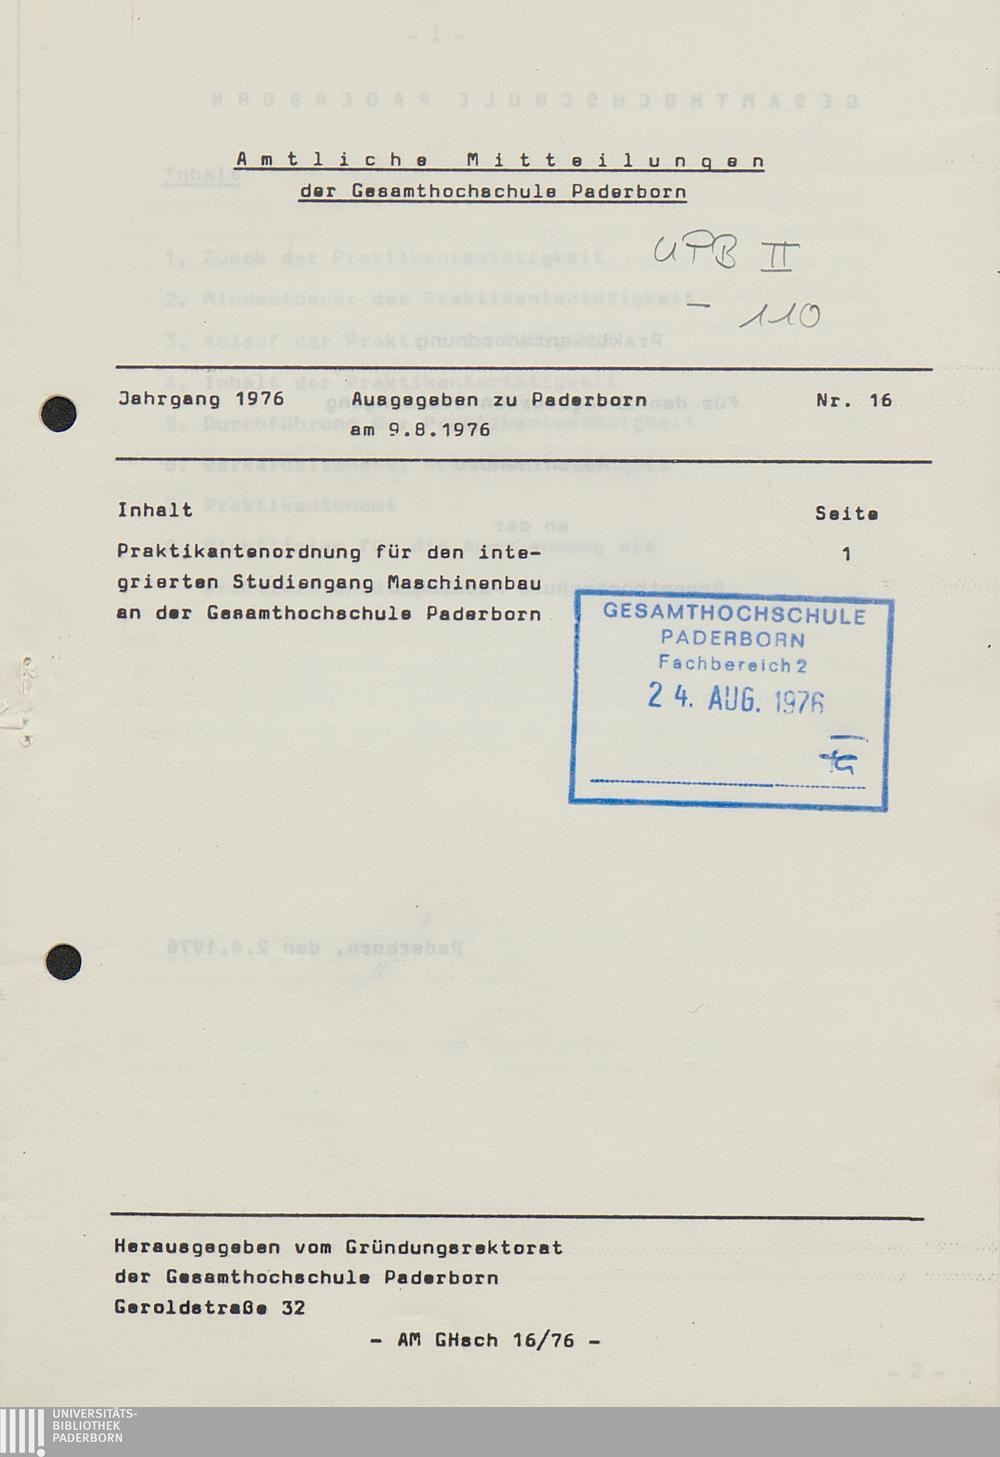 Amtliche Mitteilungen
der Gesamthochschule Paderborn
UPB II
- 110
Jahrgang 1976 Ausgegeben zu Paderborn Nr. 16
am 9.8.1976
Inhalt Seite
Praktikantenordnung für den inte- 1
grierten Studiengang Maschinenbau
an der Gesamthochschule Paderborn
GESAMTHOCHSCHULE
PADERBORN
Fachbereich 2
24. AUG. 1976
Herausgegeben vom Gründungsrektorat
der Gesamthochschule Paderborn
Geroldstraße 32
- AM GHsch 16/76 -
UNIVERSITÄTS-
BIBLIOTHEK
PADERBORN